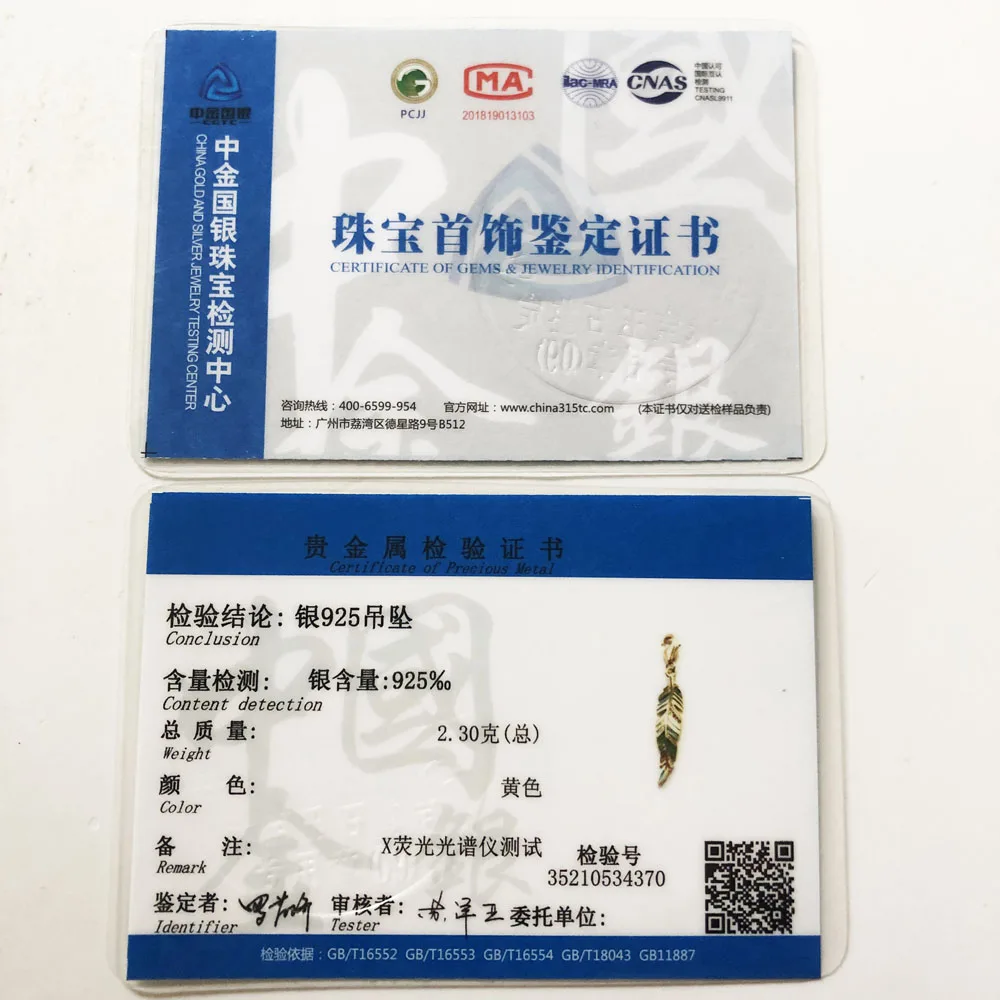 中金国银
CGTC
中金国银珠宝检测中心
CHINA GOLD AND SILVER JEWELRY TESTING CENTER
PCJJ
MA
201819013103
ilac-MRA
CNAS
中国认可
国际互认
检测
TESTING
CNASL9911
珠宝首饰鉴定证书
CERTIFICATE OF GEMS & JEWELRY IDENTIFICATION
咨询热线：400-6599-954 官方网址：www.china315tc.com (本证书仅对送检样品负责)
地址：广州市荔湾区德星路9号B512
贵金属检验证书
Certificate of Precious Metal
检验结论: 银925吊坠
Conclusion
含量检测: 银含量:925‰
Content detection
总质量: 2.30克(总)
Weight
颜色: 黄色
Color
备注: X荧光光谱仪测试
Remark
检验号
35210534370
鉴定者: 审核者: 委托单位:
Identifier Tester
检验依据：GB/T16552 GB/T16553 GB/T16554 GB/T18043 GB11887